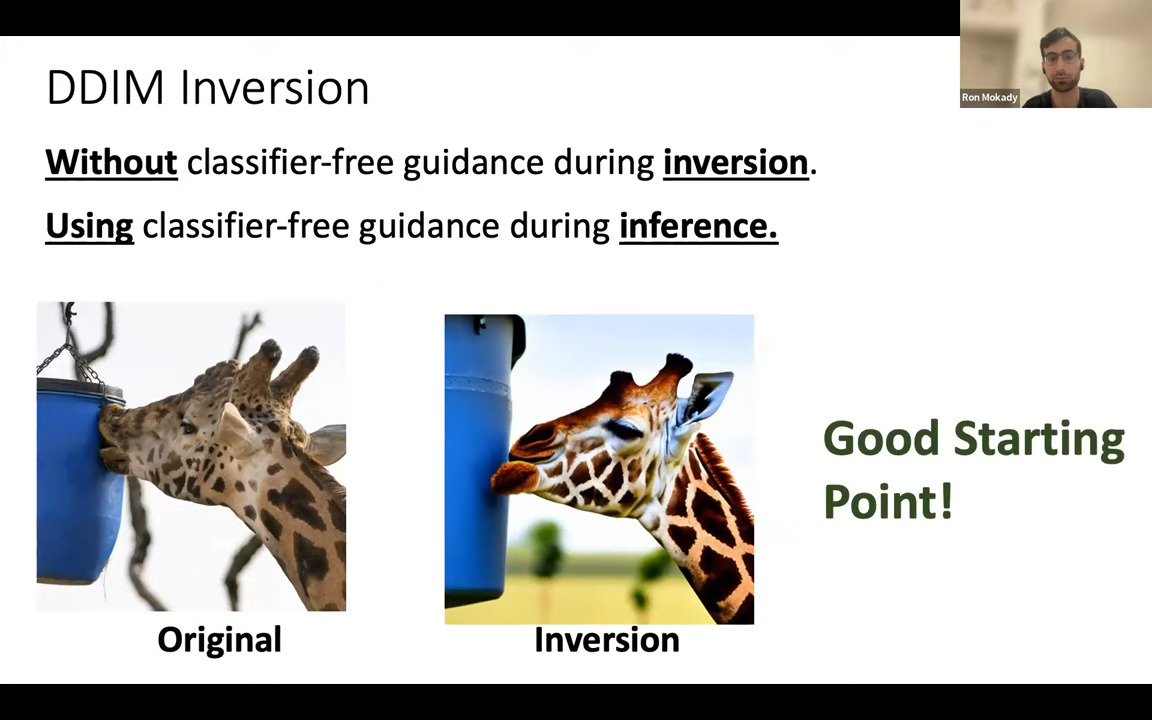 DDIM Inversion
Ron Mokady
Without classifier-free guidance during inversion.
Using classifier-free guidance during inference.
Good Starting
Point!
Original
Inversion